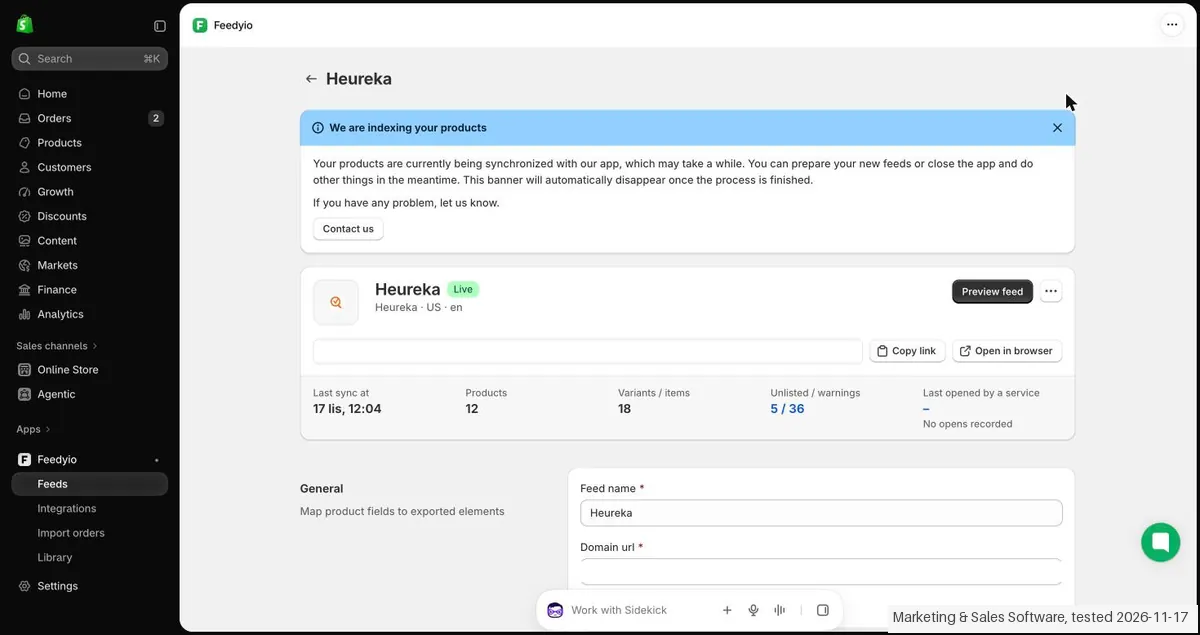 Search ⌘K
Home
Orders 2
Products
Customers
Growth
Discounts
Content
Markets
Finance
Analytics
Sales channels
Online Store
Agentic
Apps
Feedyio
Feeds
Integrations
Import orders
Library
Settings
Feedyio
Heureka
We are indexing your products
Your products are currently being synchronized with our app, which may take a while. You can prepare your new feeds or close the app and do
other things in the meantime. This banner will automatically disappear once the process is finished.
If you have any problem, let us know.
Contact us
Heureka Live
Heureka · US · en
Preview feed
Copy link
Open in browser
Last sync at Products Variants / items Unlisted / warnings Last opened by a service
17 lis, 12:04 12 18 5 / 36 –
No opens recorded
General
Map product fields to exported elements
Feed name *
Heureka
Domain url *
Work with Sidekick
Marketing & Sales Software, tested 2026-11-17